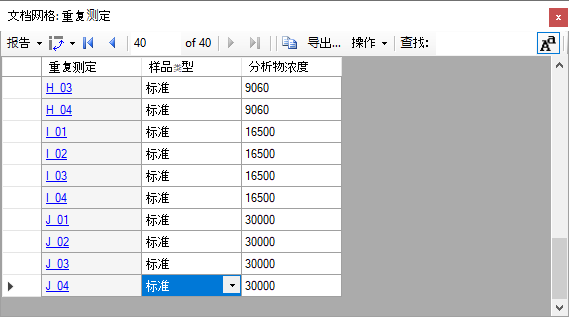 文档网格: 重复测定
报告 40 of 40 导出... 操作 查找: Aa
重复测定 样品类型 分析物浓度
H_03 标准 9060
H_04 标准 9060
I_01 标准 16500
I_02 标准 16500
I_03 标准 16500
I_04 标准 16500
J_01 标准 30000
J_02 标准 30000
J_03 标准 30000
J_04 标准 30000